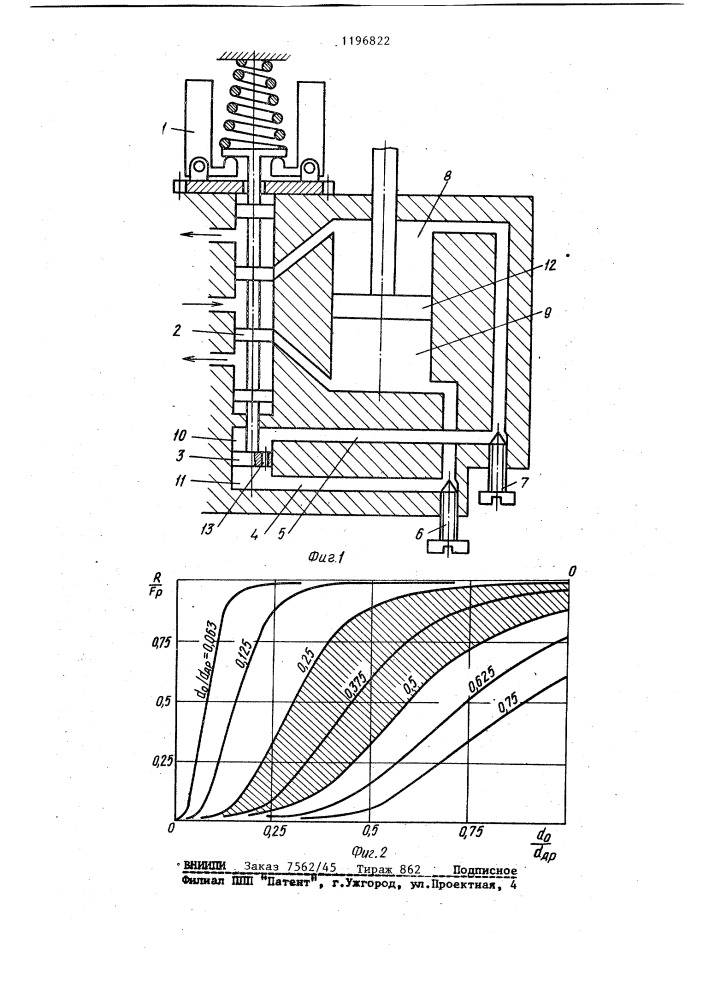 1196822
1
8
12
9
2
10
3
11
13
4
5
6
7
Фиг.1
R
Fр
0
0,75
0,5
0,25
d₀/dдр=0,063
0,125
0,25
0,375
0,5
0,625
0,75
0 0,25 0,5 0,75 d₀
dдр
Фиг.2
ВНИИПИ Заказ 7562/45 Тираж 862 Подписное
Филиал ППП "Патент", г.Ужгород, ул.Проектная, 4